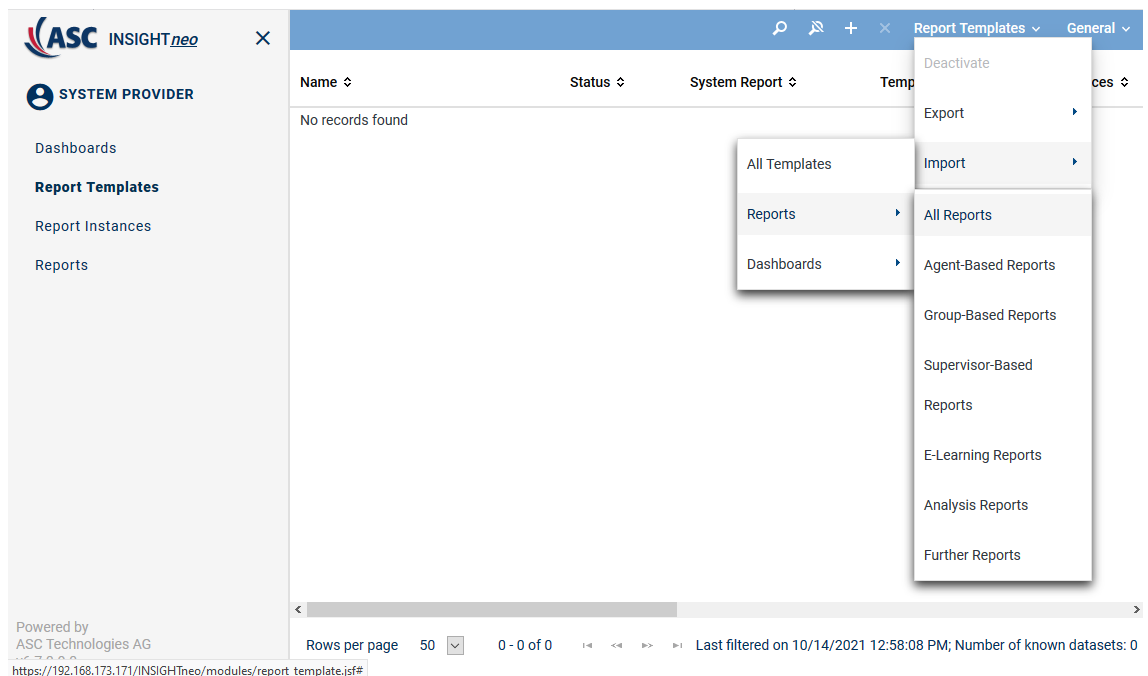 ASC INSIGHTneo
SYSTEM PROVIDER
Dashboards
Report Templates
Report Instances
Reports
Powered by
ASC Technologies AG
Report Templates General
Name Status System Report Temp ces
No records found
Deactivate
Export
Import
All Templates
Reports
Dashboards
All Reports
Agent-Based Reports
Group-Based Reports
Supervisor-Based
Reports
E-Learning Reports
Analysis Reports
Further Reports
Rows per page 50 0 - 0 of 0 Last filtered on 10/14/2021 12:58:08 PM; Number of known datasets: 0
https://192.168.173.171/INSIGHTneo/modules/report_template.jsf#